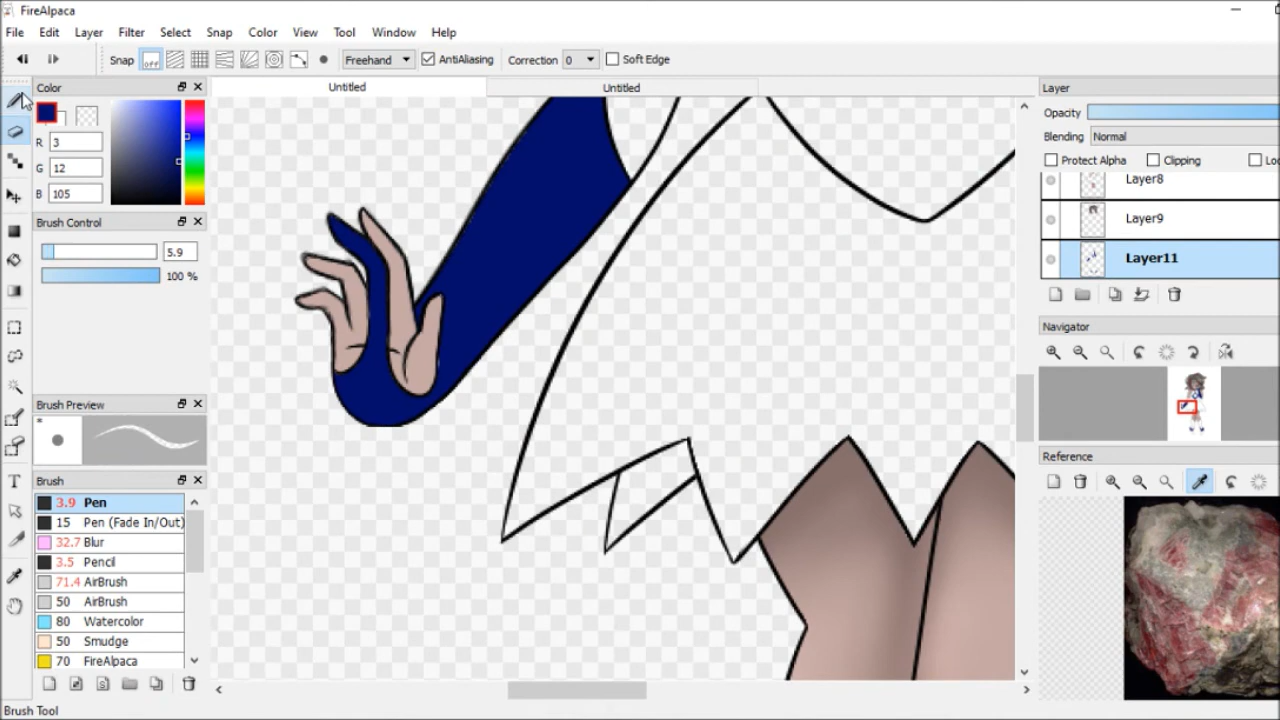 FireAlpaca
File Edit Layer Filter Select Snap Color View Tool Window Help
Snap off Freehand AntiAliasing Correction 0 Soft Edge
Color
R 3
G 12
B 105
Brush Control
5.9
100 %
Brush Preview
*
Brush
3.9 Pen
15 Pen (Fade In/Out)
32.7 Blur
3.5 Pencil
71.4 AirBrush
50 AirBrush
80 Watercolor
50 Smudge
70 FireAlpaca
Brush Tool
Untitled Untitled
Layer
Opacity
Blending Normal
Protect Alpha Clipping Lo
Layer8
Layer9
Layer11
Navigator
Reference